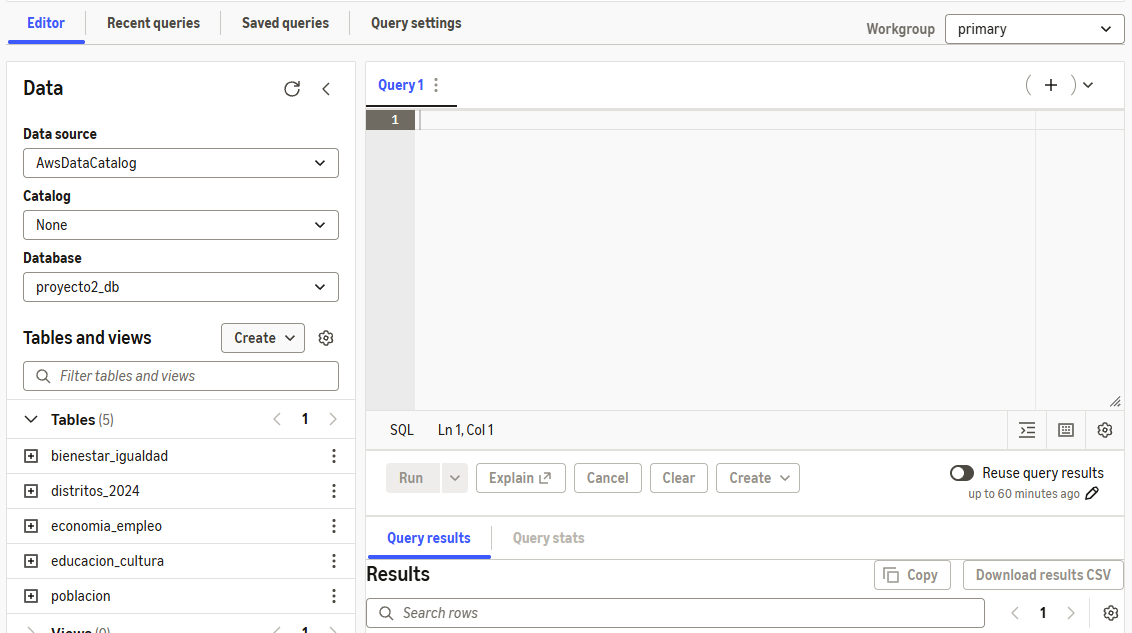 Editor
Recent queries
Saved queries
Query settings
Workgroup
primary
Data
Data source
AwsDataCatalog
Catalog
None
Database
proyecto2_db
Tables and views
Create
Filter tables and views
Tables (5)
1
bienestar_igualdad
distritos_2024
economia_empleo
educacion_cultura
poblacion
Views (0)
1
Query 1
1
SQL
Ln 1, Col 1
Run
Explain
Cancel
Clear
Create
Reuse query results
up to 60 minutes ago
Query results
Query stats
Results
Copy
Download results CSV
Search rows
1